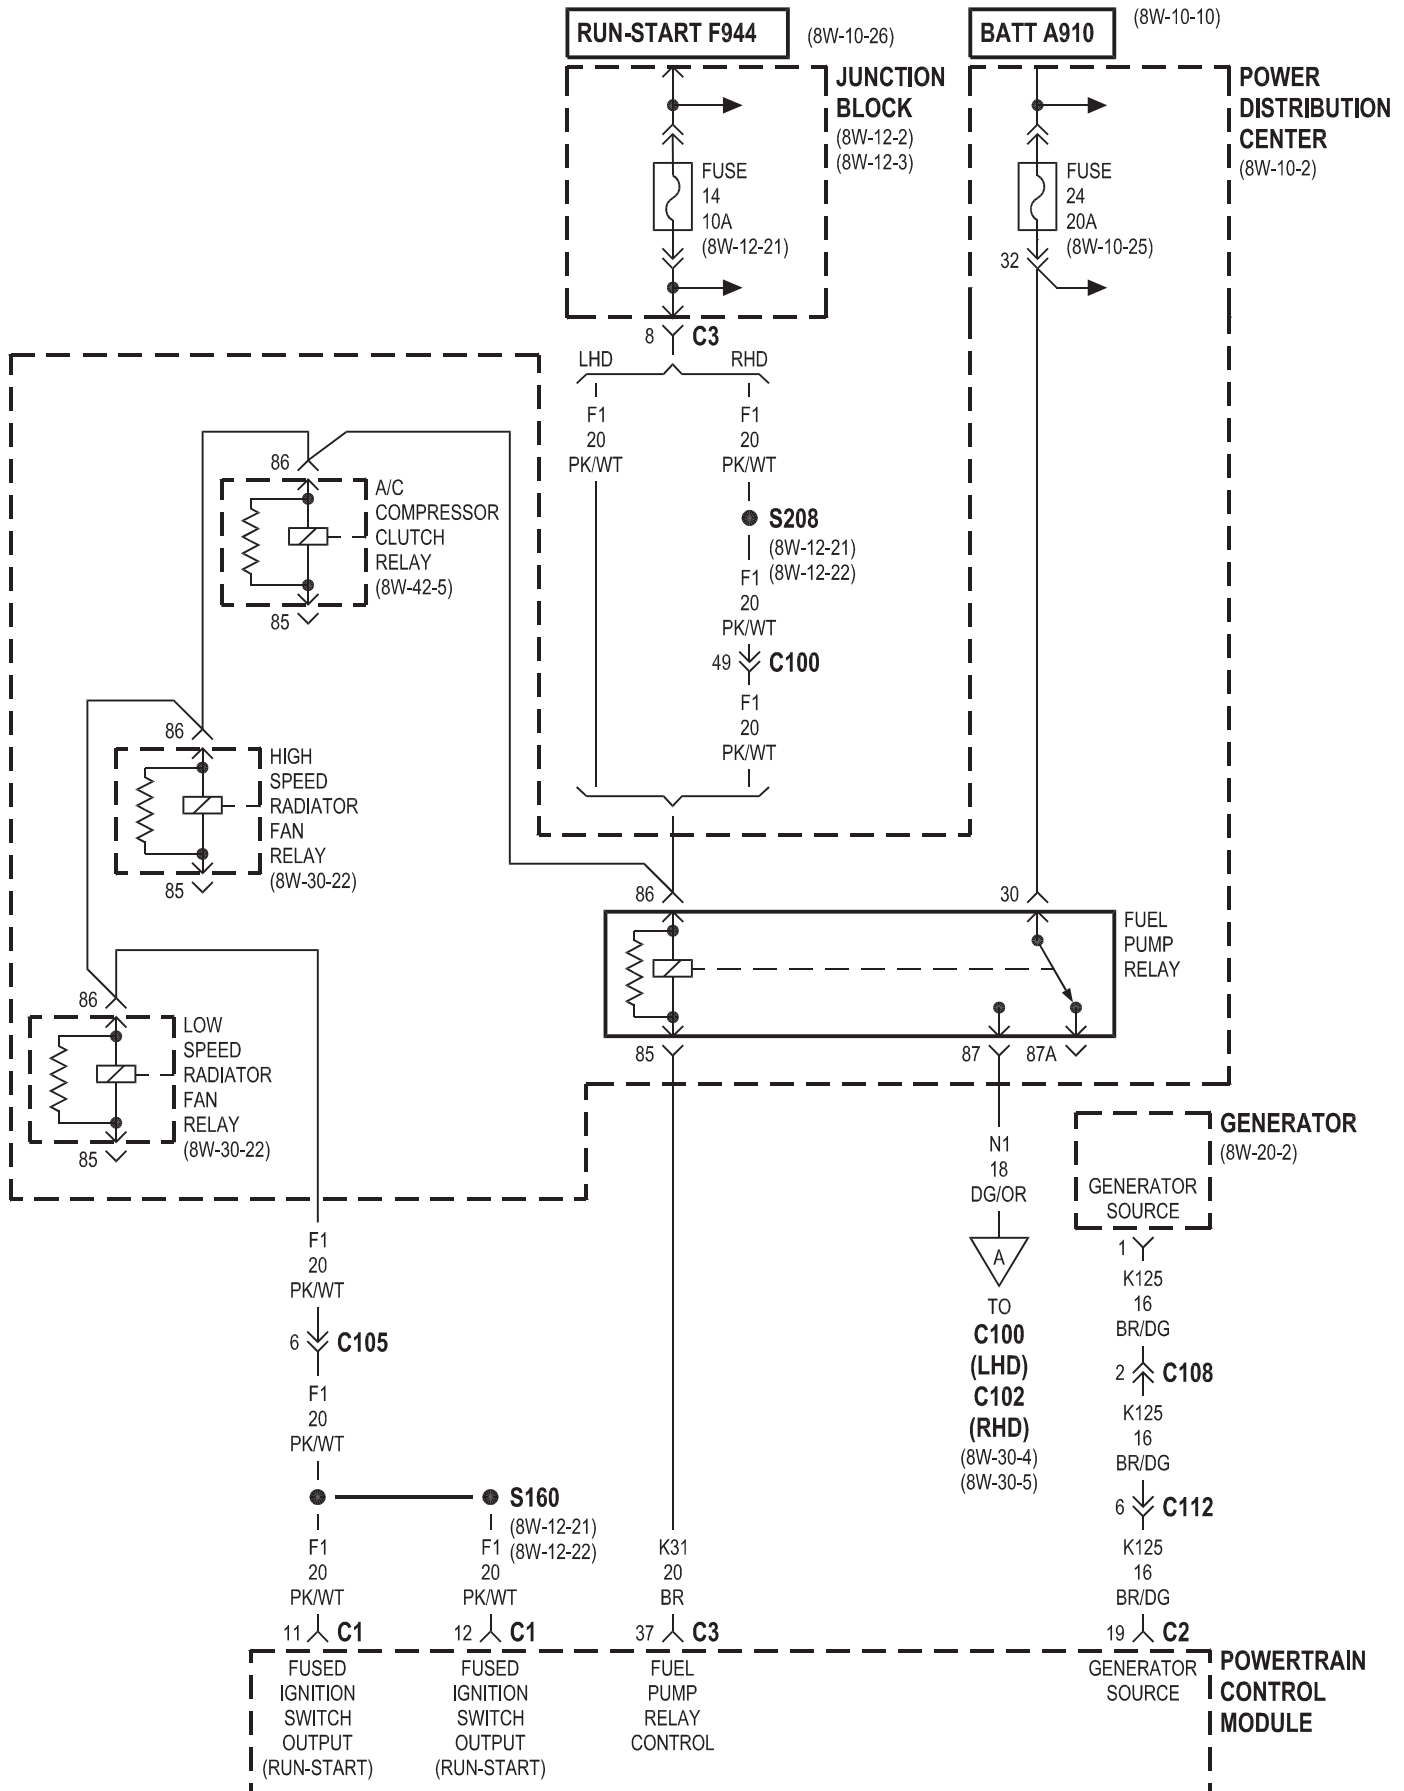 RUN-START F944
(8W-10-26)
BATT A910
(8W-10-10)
JUNCTION
BLOCK
(8W-12-2)
(8W-12-3)
POWER
DISTRIBUTION
CENTER
(8W-10-2)
FUSE
14
10A
(8W-12-21)
FUSE
24
20A
(8W-10-25)
32
8
C3
LHD
RHD
F1
20
PK/WT
F1
20
PK/WT
S208
(8W-12-21)
(8W-12-22)
F1
20
PK/WT
49
C100
F1
20
PK/WT
86
A/C
COMPRESSOR
CLUTCH
RELAY
(8W-42-5)
85
86
HIGH
SPEED
RADIATOR
FAN
RELAY
(8W-30-22)
85
86
LOW
SPEED
RADIATOR
FAN
RELAY
(8W-30-22)
85
86
30
FUEL
PUMP
RELAY
85
87
87A
N1
18
DG/OR
A
TO
C100
(LHD)
C102
(RHD)
(8W-30-4)
(8W-30-5)
GENERATOR
(8W-20-2)
GENERATOR
SOURCE
1
K125
16
BR/DG
2
C108
K125
16
BR/DG
6
C112
K125
16
BR/DG
19
C2
F1
20
PK/WT
6
C105
F1
20
PK/WT
S160
(8W-12-21)
(8W-12-22)
F1
20
PK/WT
F1
20
PK/WT
K31
20
BR
11
C1
12
C1
37
C3
FUSED
IGNITION
SWITCH
OUTPUT
(RUN-START)
FUSED
IGNITION
SWITCH
OUTPUT
(RUN-START)
FUEL
PUMP
RELAY
CONTROL
GENERATOR
SOURCE
POWERTRAIN
CONTROL
MODULE